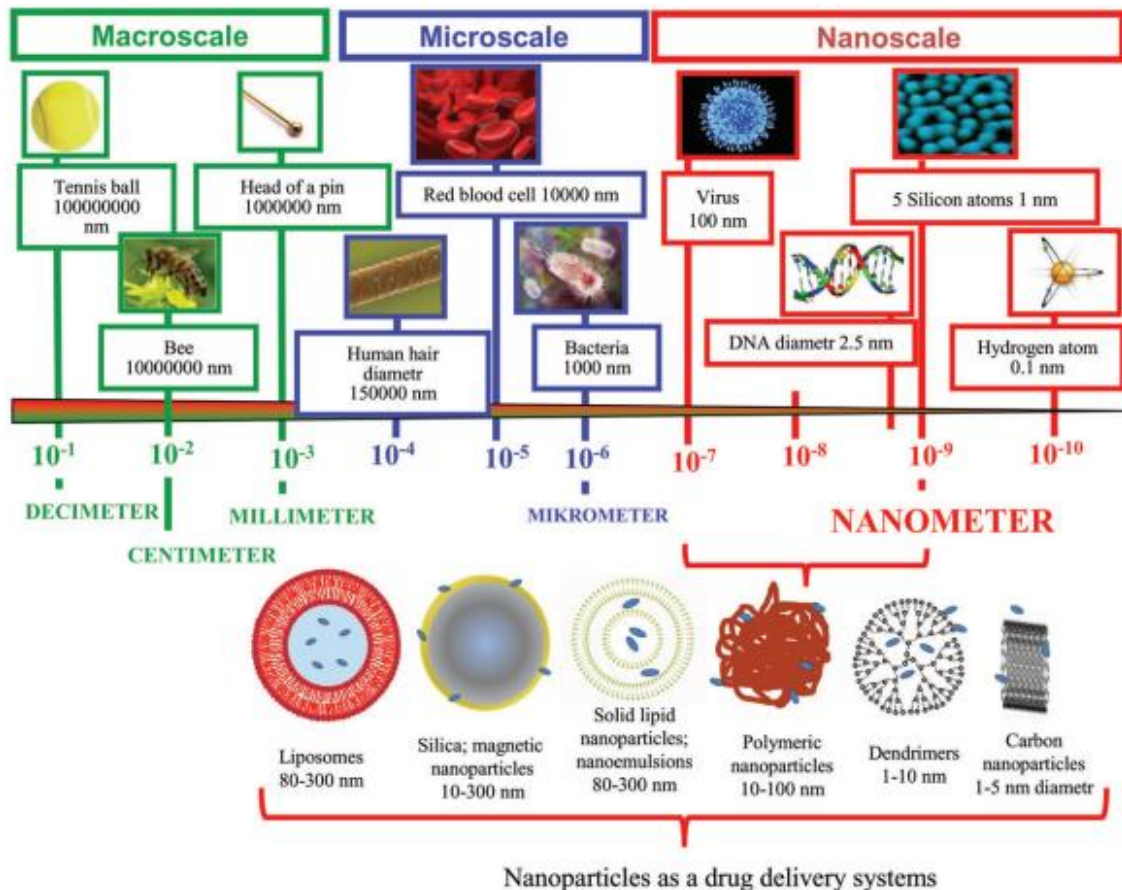 Macroscale
Microscale
Nanoscale
Tennis ball
100000000
nm
Head of a pin
1000000 nm
Red blood cell 10000 nm
Virus
100 nm
5 Silicon atoms 1 nm
Bee
10000000 nm
Human hair
diametr
150000 nm
Bacteria
1000 nm
DNA diametr 2.5 nm
Hydrogen atom
0.1 nm
10-1
10-2
10-3
10-4
10-5
10-6
10-7
10-8
10-9
10-10
DECIMETER
CENTIMETER
MILLIMETER
MIKROMETER
NANOMETER
Liposomes
80-300 nm
Silica; magnetic
nanoparticles
10-300 nm
Solid lipid
nanoparticles;
nanoemulsions
80-300 nm
Polymeric
nanoparticles
10-100 nm
Dendrimers
1-10 nm
Carbon
nanoparticles
1-5 nm diametr
Nanoparticles as a drug delivery systems